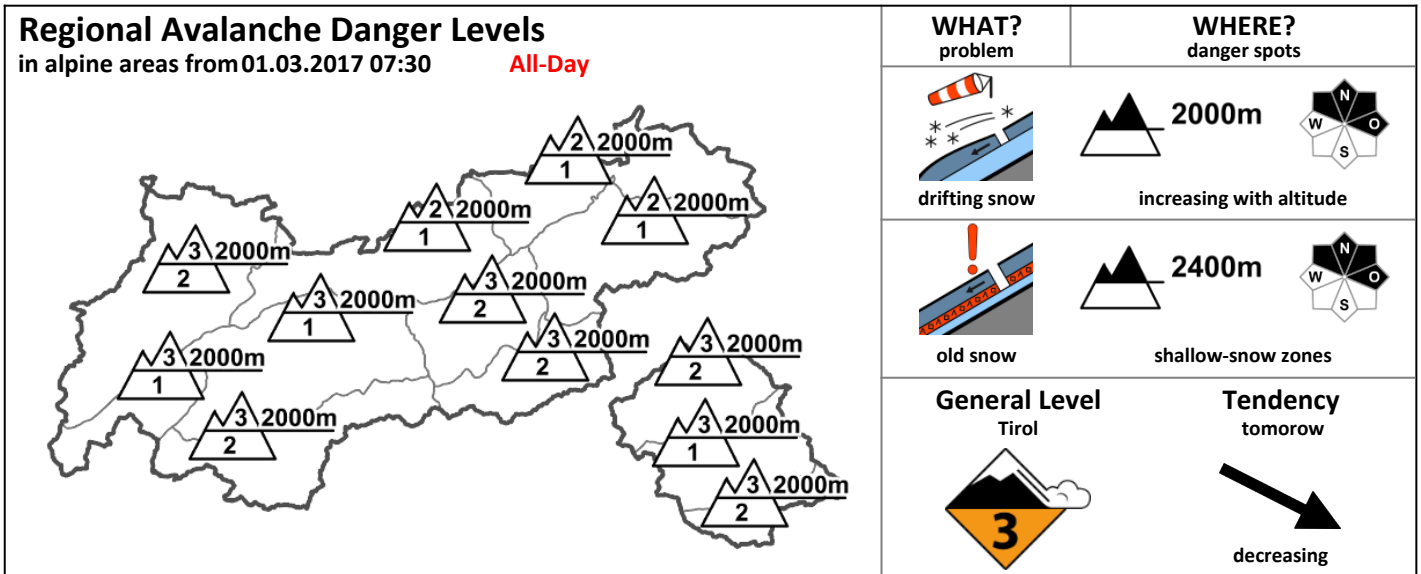 Regional Avalanche Danger Levels
in alpine areas from 01.03.2017 07:30 All-Day
2 2000m
1
2 2000m
1
2 2000m
1
3 2000m
2
3 2000m
2
3 2000m
1
3 2000m
2
3 2000m
2
3 2000m
1
3 2000m
2
3 2000m
1
3 2000m
2
WHAT?
problem
WHERE?
danger spots
drifting snow
2000m
N
W O
S
increasing with altitude
old snow
2400m
N
W O
S
shallow-snow zones
General Level
Tirol
3
Tendency
tomorow
decreasing